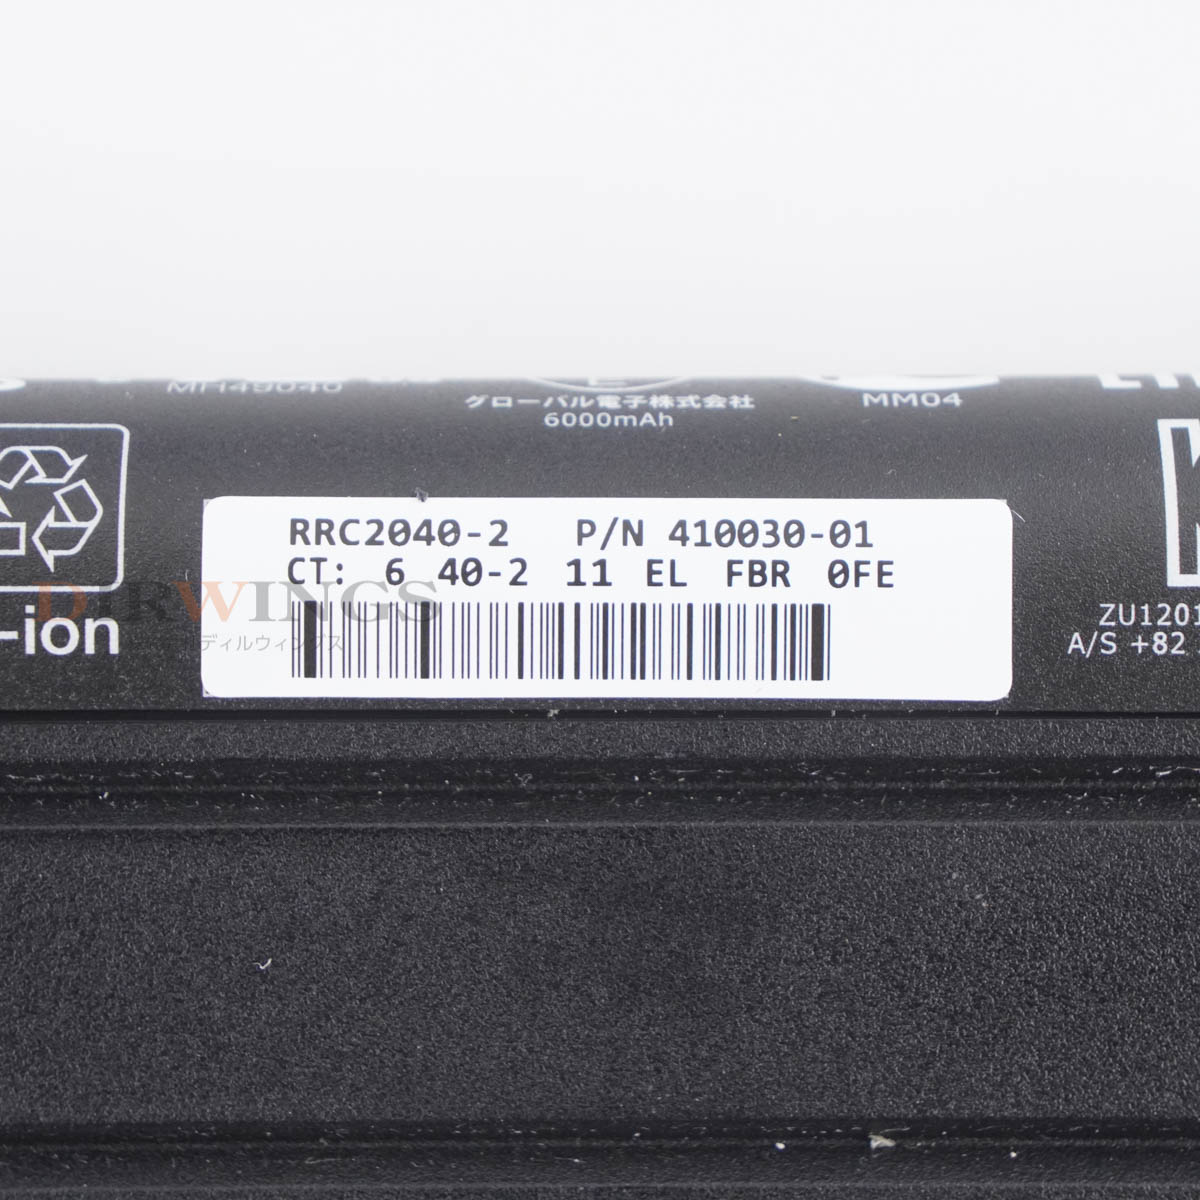 MH49040
グローバル電子株式会社
6000mAh
MM04
-ion
RRC2040-2 P/N 410030-01
CT: 6 40-2 11 EL FBR 0FE
DIRWINGS
ディルウィングス
ZU1201
A/S +82